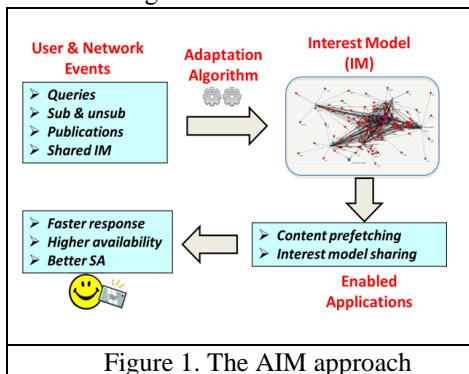 User & Network
Events
Adaptation
Algorithm
Interest Model
(IM)
➢ Queries
➢ Sub & unsub
➢ Publications
➢ Shared IM
➢ Faster response
➢ Higher availability
➢ Better SA
➢ Content prefetching
➢ Interest model sharing
Enabled
Applications
Figure 1. The AIM approach